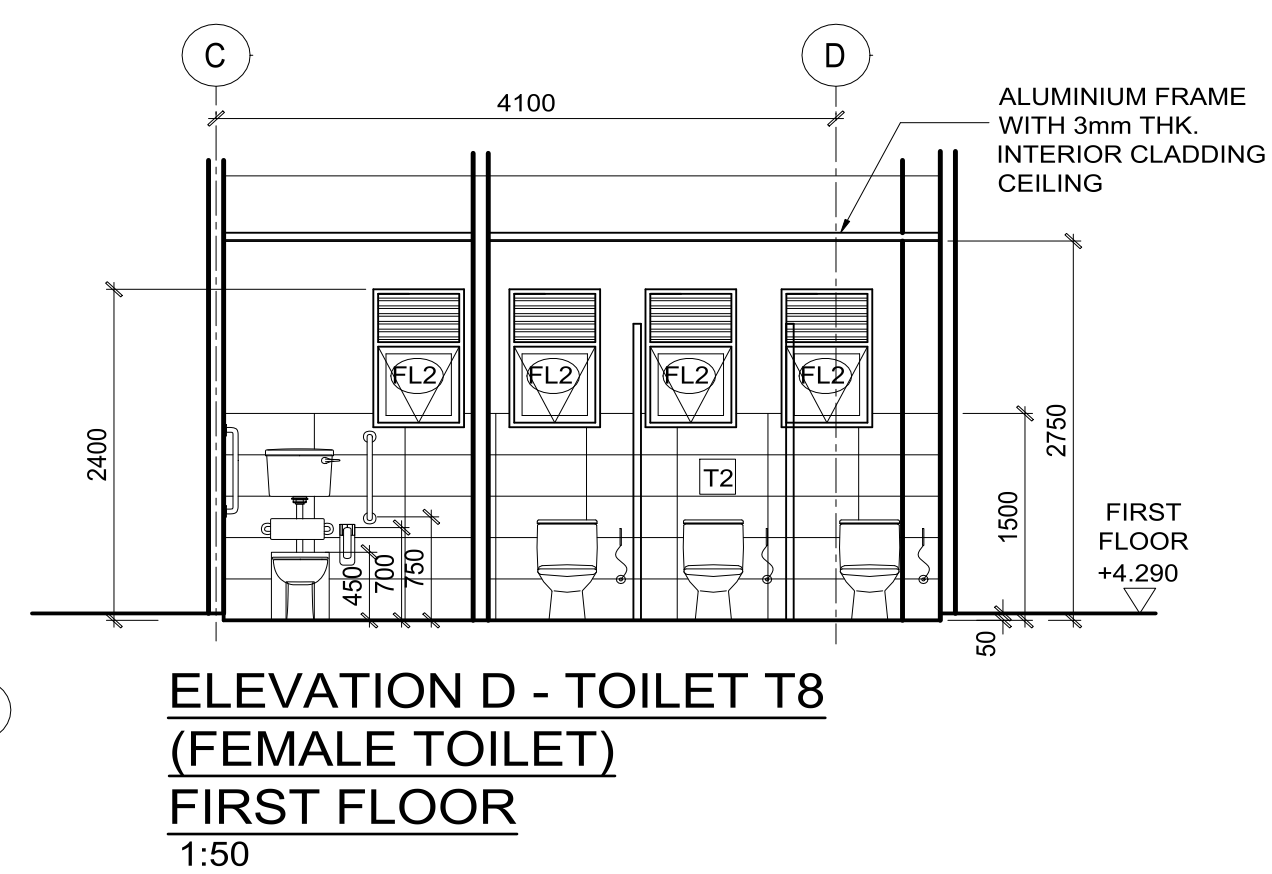 C
D
4100
ALUMINIUM FRAME
WITH 3mm THK.
INTERIOR CLADDING
CEILING
FL2
FL2
FL2
FL2
2400
2750
T2
1500
450
700
750
FIRST
FLOOR
+4.290
50
ELEVATION D - TOILET T8
(FEMALE TOILET)
FIRST FLOOR
1:50